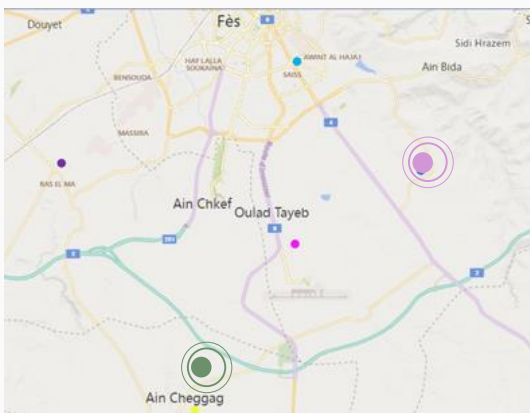 Douyet
Fès
Sidi Hrazem
HAY LALLA
SOUKAINA
AWINT AL HAJAJ
SAISS
Ain Bida
BENSOUDA
MASSIRA
RAS EL MA
Ain Chkef
Oulad Tayeb
Ain Cheggag